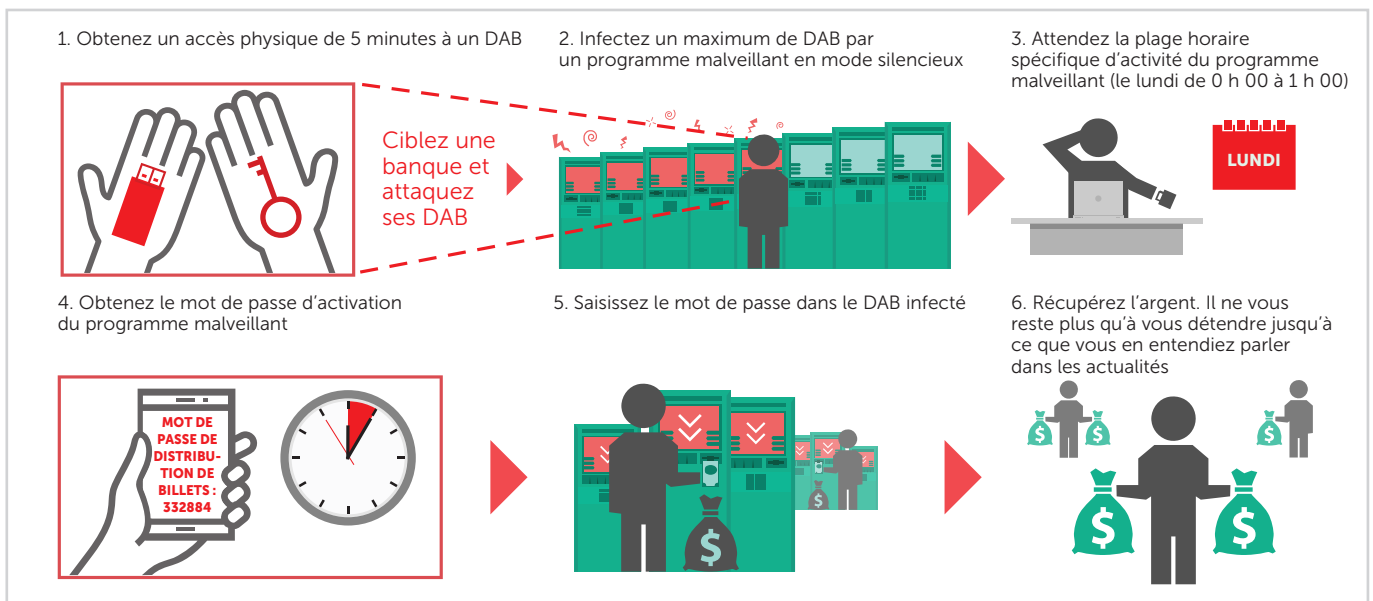 1. Obtenez un accès physique de 5 minutes à un DAB
2. Infectez un maximum de DAB par
un programme malveillant en mode silencieux
3. Attendez la plage horaire
spécifique d'activité du programme
malveillant (le lundi de 0 h 00 à 1 h 00)
Ciblez une
banque et
attaquez
ses DAB
LUNDI
4. Obtenez le mot de passe d'activation
du programme malveillant
5. Saisissez le mot de passe dans le DAB infecté
6. Récupérez l'argent. Il ne vous
reste plus qu'à vous détendre jusqu'à
ce que vous en entendiez parler
dans les actualités
MOT DE
PASSE DE
DISTRIBU-
TION DE
BILLETS :
332884
$
$
$
$
$
$
$